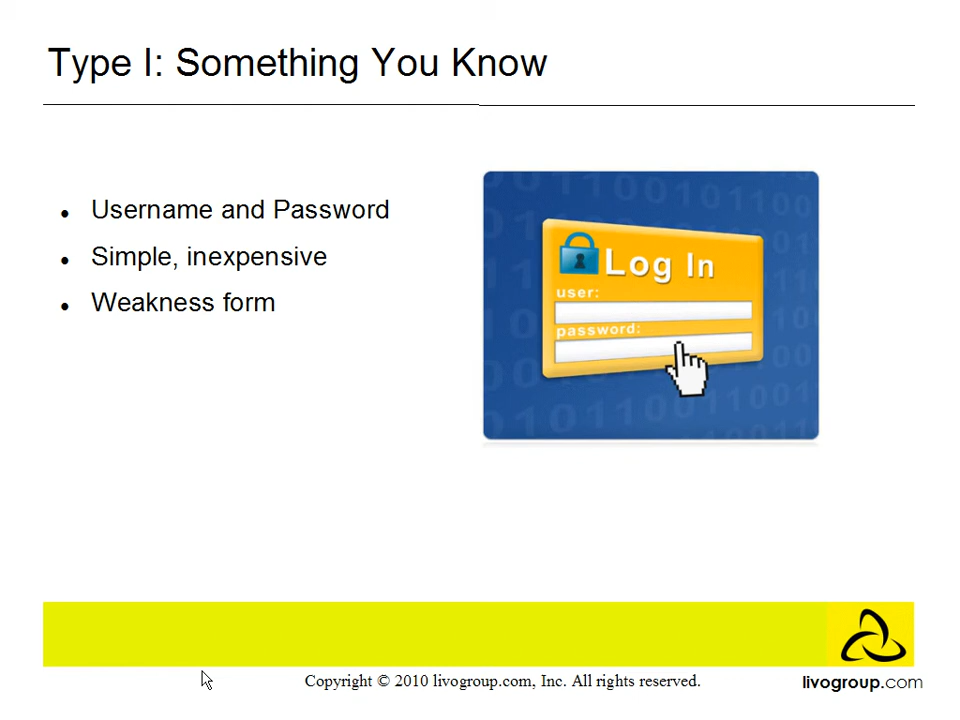 Type I: Something You Know
Username and Password
Simple, inexpensive
Weakness form
Log In
user:
password:
Copyright © 2010 livogroup.com, Inc. All rights reserved.
livogroup.com